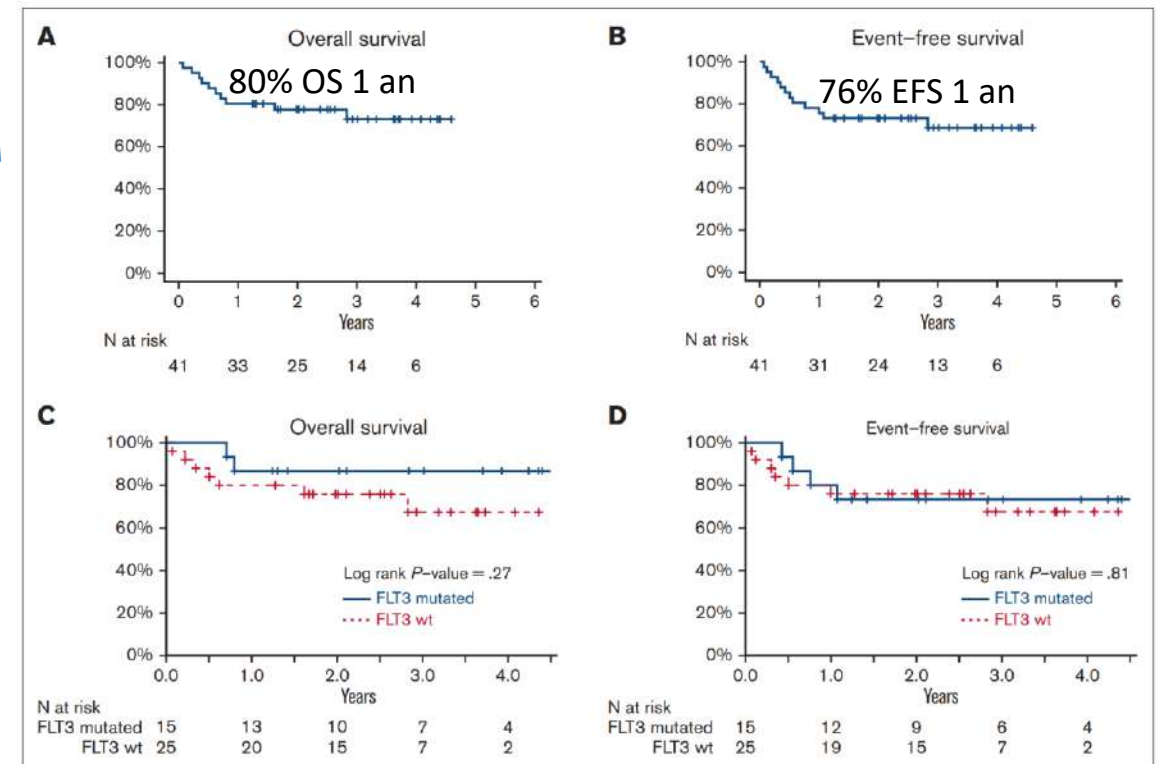 A
Overall survival
80% OS 1 an
100%
80%
60%
40%
20%
0%
0 1 2 3 4 5 6
Years
N at risk
41 33 25 14 6
B
Event–free survival
76% EFS 1 an
100%
80%
60%
40%
20%
0%
0 1 2 3 4 5 6
Years
N at risk
41 31 24 13 6
C
Overall survival
100%
80%
60%
40%
20%
0%
Log rank P–value = .27
FLT3 mutated
FLT3 wt
0.0 1.0 2.0 3.0 4.0
Years
N at risk
FLT3 mutated 15 13 10 7 4
FLT3 wt 25 20 15 7 2
D
Event–free survival
100%
80%
60%
40%
20%
0%
Log rank P–value = .81
FLT3 mutated
FLT3 wt
0.0 1.0 2.0 3.0 4.0
Years
N at risk
FLT3 mutated 15 12 9 6 4
FLT3 wt 25 19 15 7 2